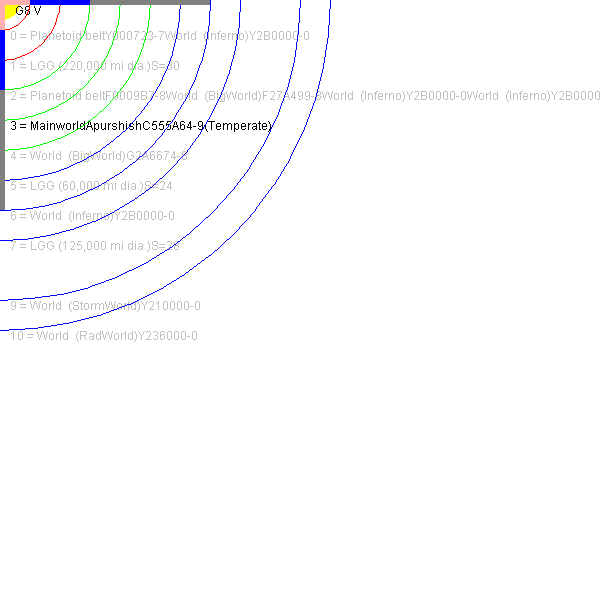 G8 V
0 = Planetoid beltY000723-7World (Inferno)Y2B0000-0
1 = LGG (220,000 mi dia.)S=30
2 = Planetoid beltF0009B7-8World (BigWorld)F27A499-8World (Inferno)Y2B0000-0World (Inferno)Y2B0000
3 = MainworldApurshishC555A64-9(Temperate)
4 = World (BigWorld)G2A6674-8
5 = LGG (60,000 mi dia.)S=24
6 = World (Inferno)Y2B0000-0
7 = LGG (125,000 mi dia.)S=26
9 = World (StormWorld)Y210000-0
10 = World (RadWorld)Y236000-0